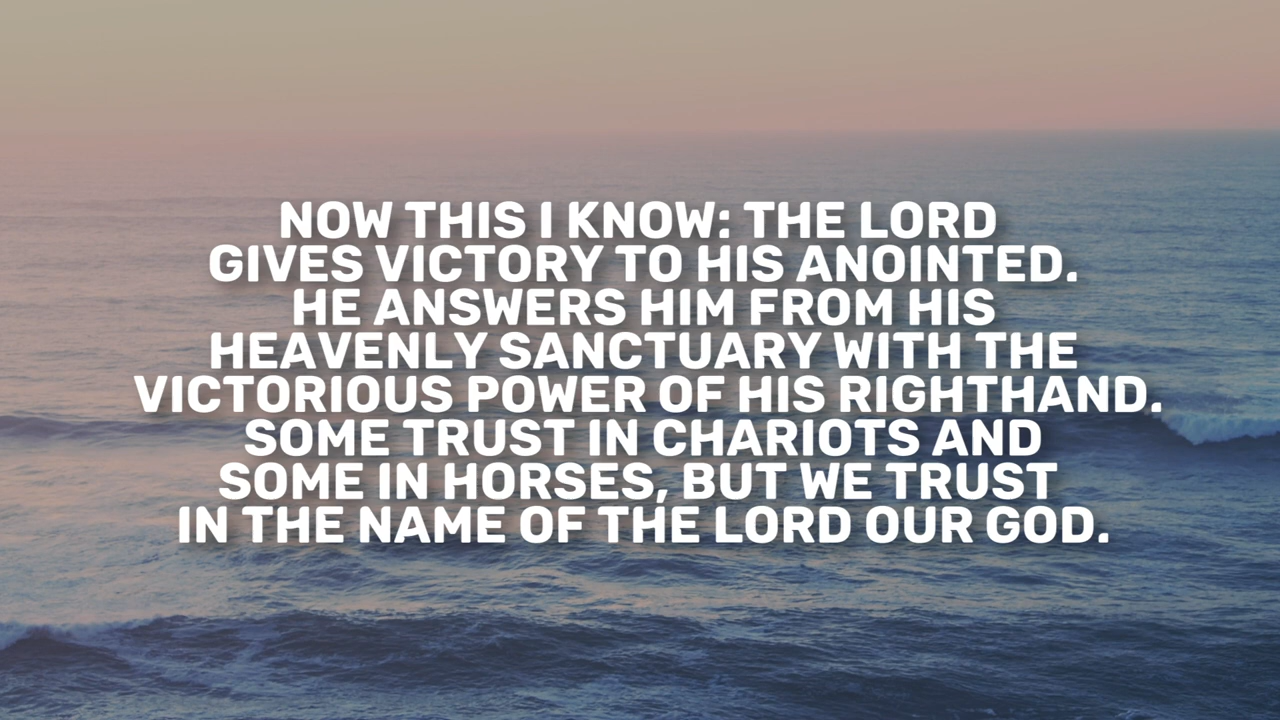 NOW THIS I KNOW: THE LORD
GIVES VICTORY TO HIS ANOINTED.
HE ANSWERS HIM FROM HIS
HEAVENLY SANCTUARY WITH THE
VICTORIOUS POWER OF HIS RIGHTHAND.
SOME TRUST IN CHARIOTS AND
SOME IN HORSES, BUT WE TRUST
IN THE NAME OF THE LORD OUR GOD.